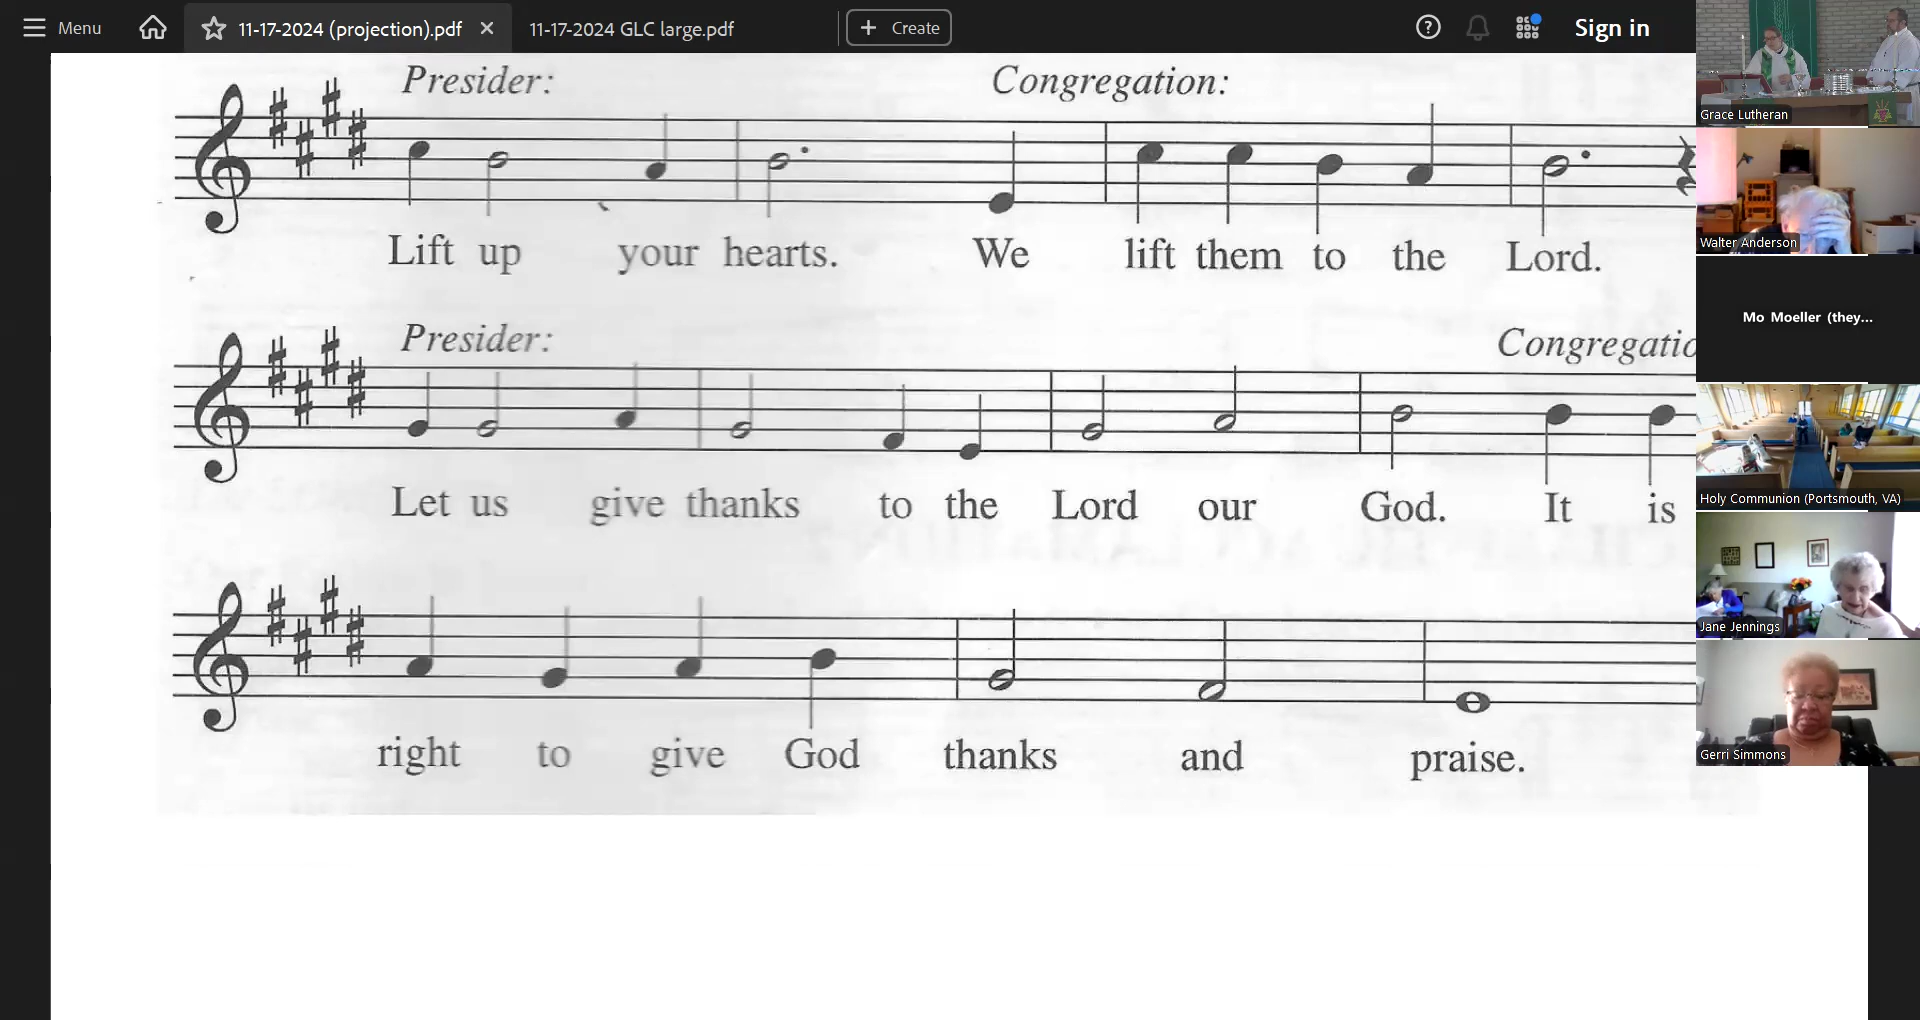 Menu
11-17-2024 (projection).pdf
11-17-2024 GLC large.pdf
Create
Sign in
Presider: Congregation:
Lift up your hearts. We lift them to the Lord.
Presider: Congregatio
Let us give thanks to the Lord our God. It is
right to give God thanks and praise.
Grace Lutheran
Walter Anderson
Mo Moeller (they...
Holy Communion (Portsmouth, VA)
Jane Jennings
Gerri Simmons